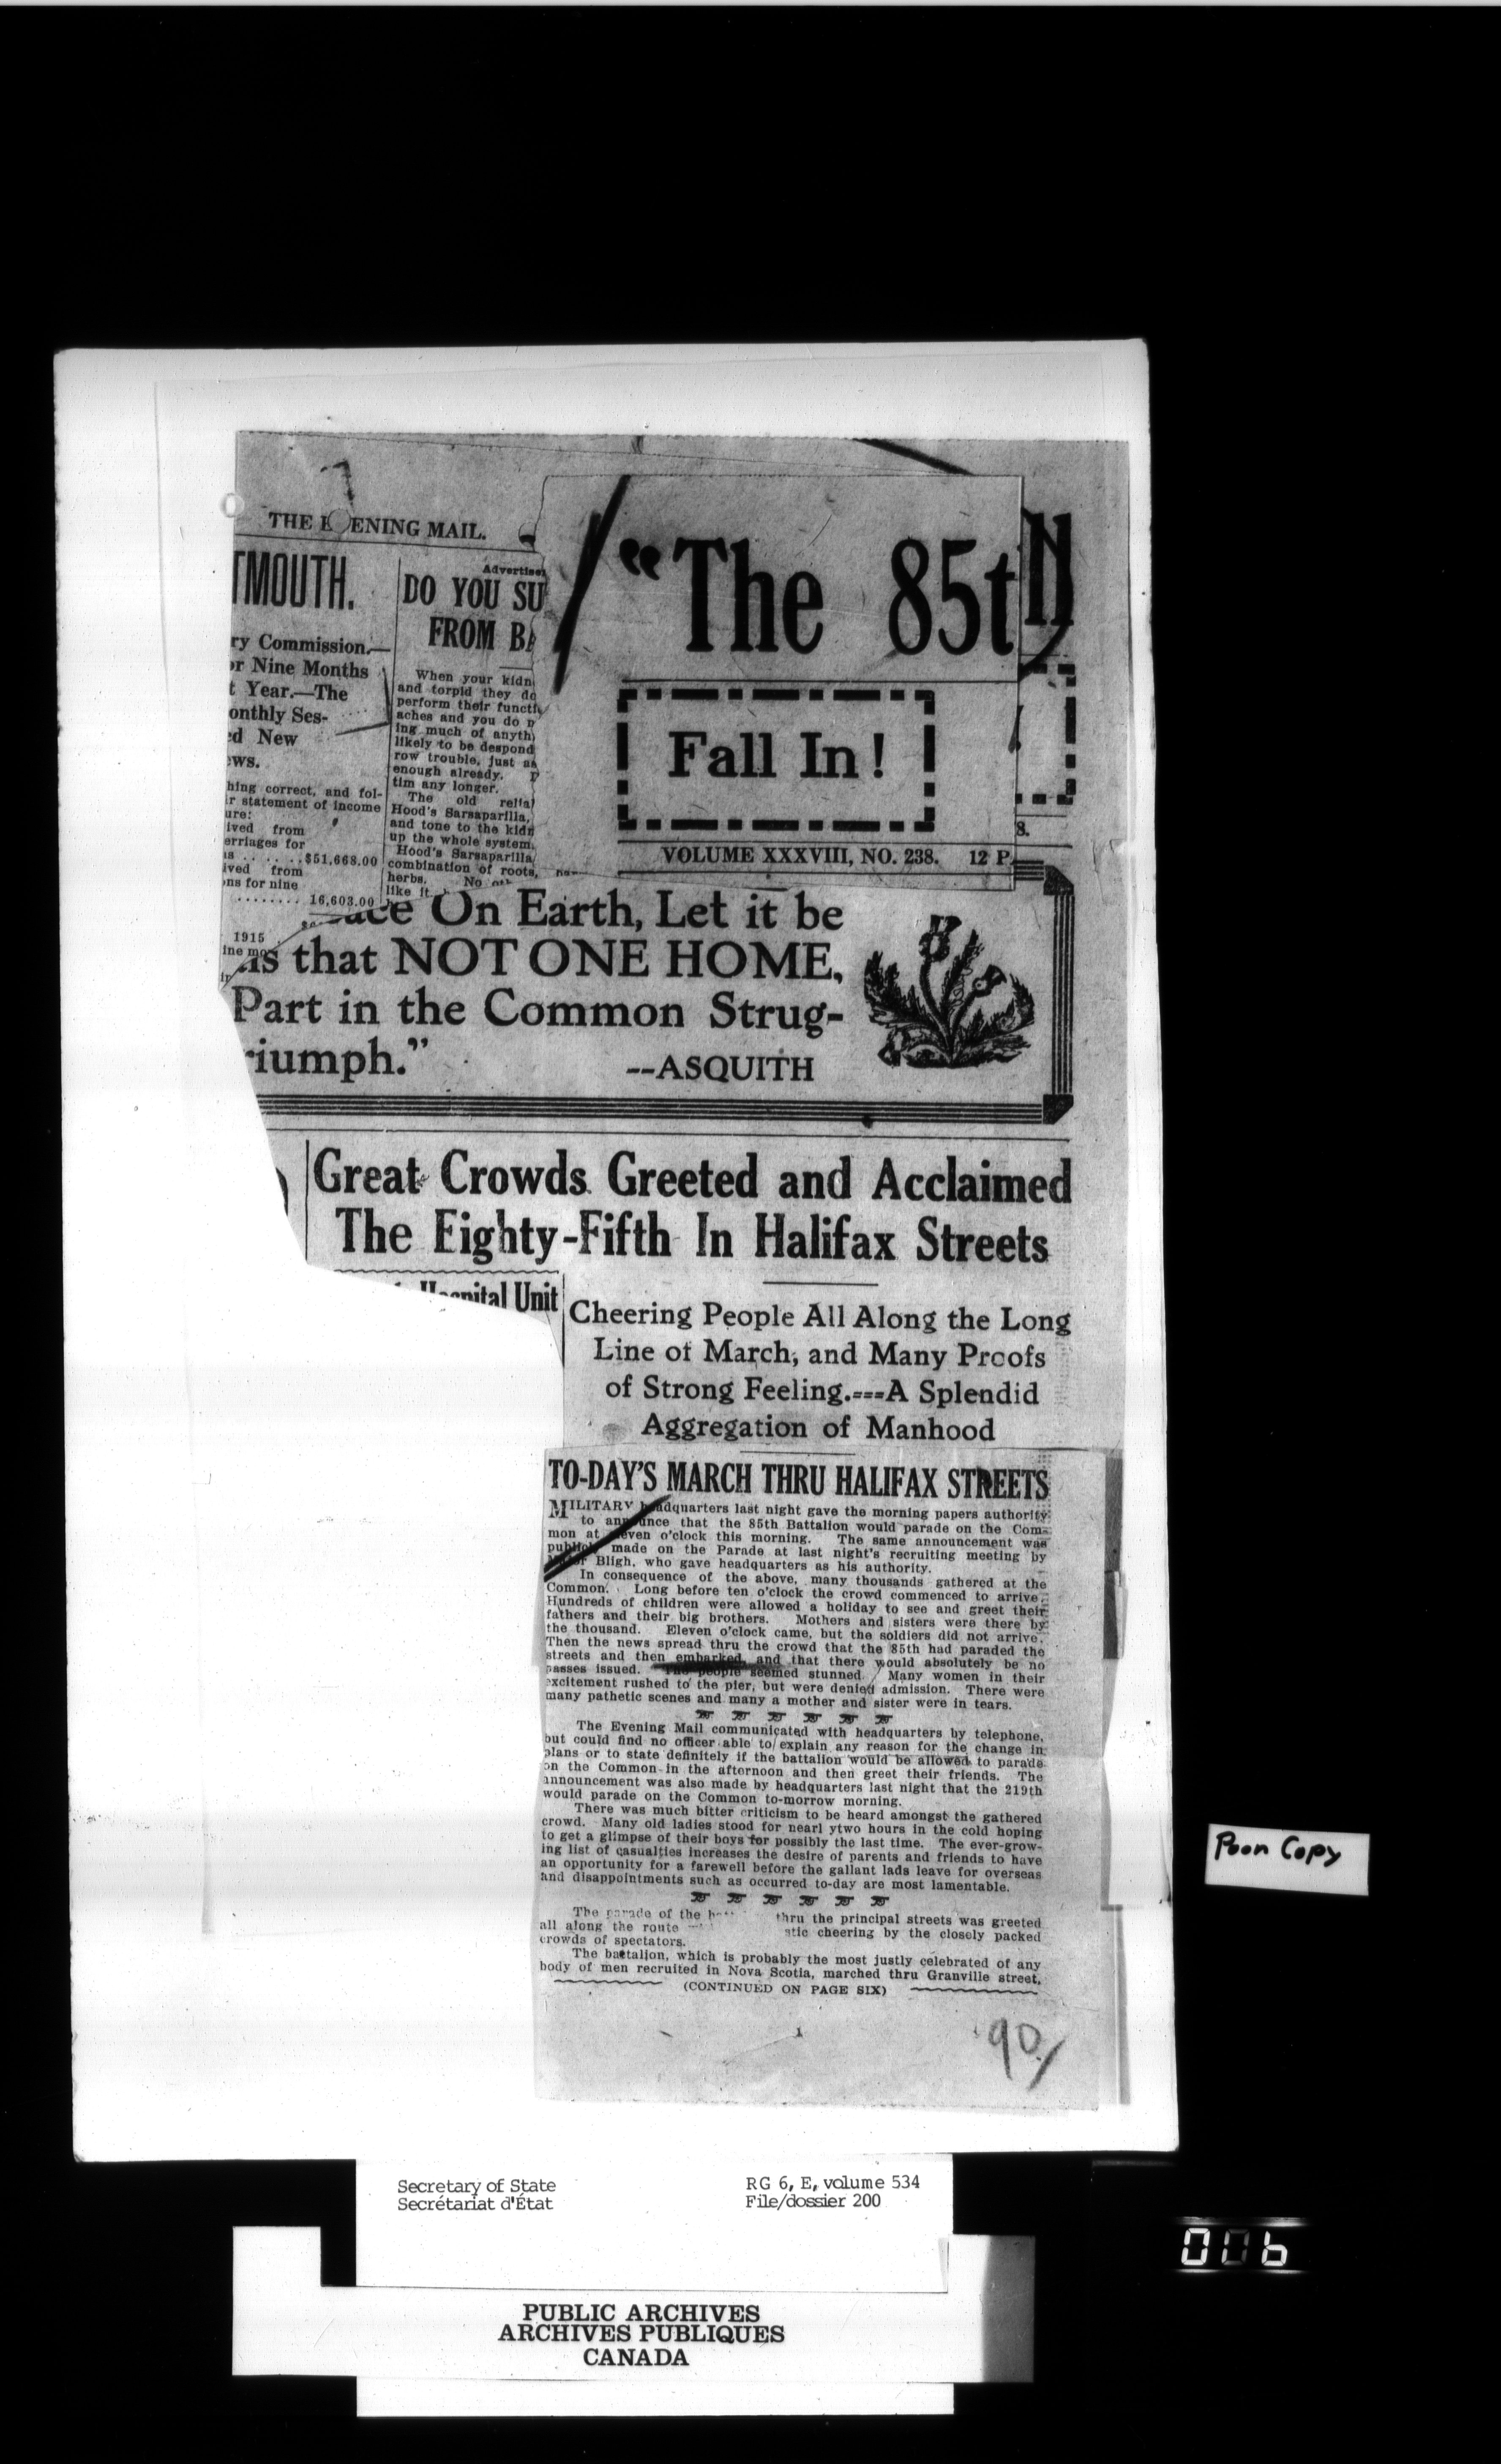 THE E ENING MAIL.
TMOUTH.
ry Commission.—
or Nine Months
t Year.—The
onthly Ses-
ed New
ews.
hing correct, and fol-
r statement of income
ure:
ived from
erriages for
is .. .. ..$51,668.00
ived from
ons for nine
........ 16,603.00
1915
ine mo
Advertise
DO YOU SU
FROM BA
When your kidn
and torpid they do
perform their functi
aches and you do n
ing much of anyth
likely to be despond
row trouble, just as
enough already.
tim any longer.
The old relia
Hood's Sarsaparilla,
and tone to the kidn
up the whole system.
Hood's Sarsaparilla
combination of roots,
herbs. No
like it.
"The 85t
Fall In!
8.
VOLUME XXXVIII, NO. 238. 12 P
ace On Earth, Let it be
is that NOT ONE HOME,
Part in the Common Strug-
riumph."
--ASQUITH
Great Crowds Greeted and Acclaimed
The Eighty-Fifth In Halifax Streets
Hospital Unit
Cheering People All Along the Long
Line of March, and Many Proofs
of Strong Feeling.---A Splendid
Aggregation of Manhood
TO-DAY'S MARCH THRU HALIFAX STREETS
MILITARY headquarters last night gave the morning papers authority
to announce that the 85th Battalion would parade on the Com-
mon at eleven o'clock this morning. The same announcement was
publicly made on the Parade at last night's recruiting meeting by
Major Bligh, who gave headquarters as his authority.
In consequence of the above, many thousands gathered at the
Common. Long before ten o'clock the crowd commenced to arrive.
Hundreds of children were allowed a holiday to see and greet their
fathers and their big brothers. Mothers and sisters were there by
the thousand. Eleven o'clock came, but the soldiers did not arrive.
Then the news spread thru the crowd that the 85th had paraded the
streets and then embarked, and that there would absolutely be no
passes issued. The people seemed stunned. Many women in their
excitement rushed to the pier, but were denied admission. There were
many pathetic scenes and many a mother and sister were in tears.
The Evening Mail communicated with headquarters by telephone,
but could find no officer able to explain any reason for the change in
plans or to state definitely if the battalion would be allowed to parade
on the Common in the afternoon and then greet their friends. The
announcement was also made by headquarters last night that the 219th
would parade on the Common to-morrow morning.
There was much bitter criticism to be heard amongst the gathered
crowd. Many old ladies stood for nearl ytwo hours in the cold hoping
to get a glimpse of their boys for possibly the last time. The ever-grow-
ing list of casualties increases the desire of parents and friends to have
an opportunity for a farewell before the gallant lads leave for overseas
and disappointments such as occurred to-day are most lamentable.
The parade of the thru the principal streets was greeted
all along the route stic cheering by the closely packed
crowds of spectators.
The battalion, which is probably the most justly celebrated of any
body of men recruited in Nova Scotia, marched thru Granville street,
(CONTINUED ON PAGE SIX)
90/
Poor Copy
Secretary of State
Secrétariat d'État
RG 6, E, volume 534
File/dossier 200
006
PUBLIC ARCHIVES
ARCHIVES PUBLIQUES
CANADA